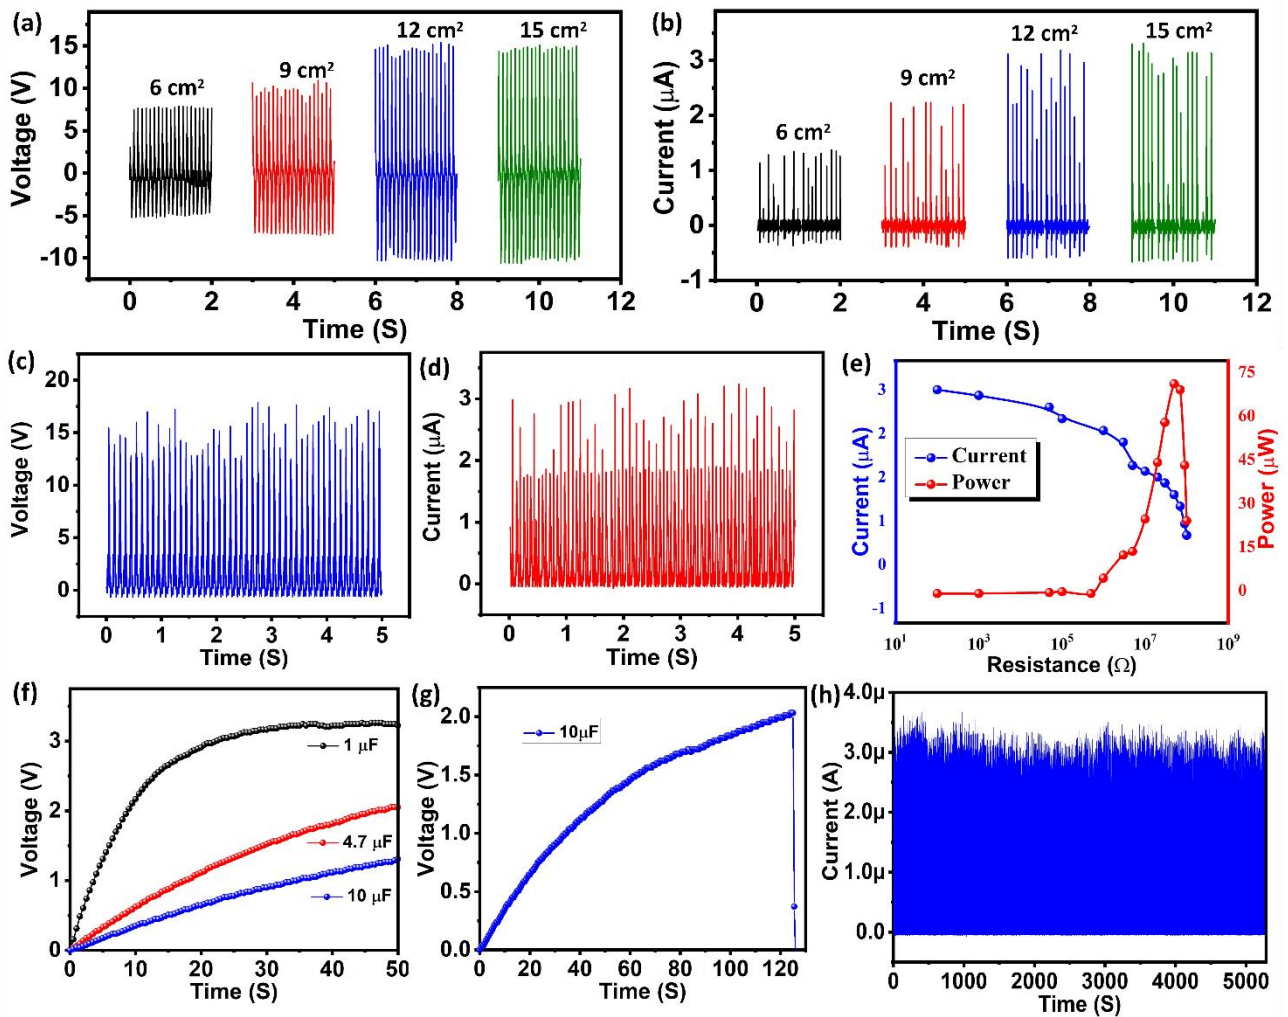 (a)
Voltage (V)
15
10
5
0
-5
-10
6 cm²
9 cm²
12 cm²
15 cm²
0 2 4 6 8 10 12
Time (S)
(b)
Current (μA)
3
2
1
0
-1
6 cm²
9 cm²
12 cm²
15 cm²
0 2 4 6 8 10 12
Time (S)
(c)
Voltage (V)
20
15
10
5
0
0 1 2 3 4 5
Time (S)
(d)
Current (μA)
3
2
1
0
0 1 2 3 4 5
Time (S)
(e)
Current (μA)
3
2
2
1
0
-1
Current
Power
75
60
45
30
15
0
Power (μW)
10¹ 10³ 10⁵ 10⁷ 10⁹
Resistance (Ω)
(f)
Voltage (V)
3
2
1
0
1 μF
4.7 μF
10 μF
0 10 20 30 40 50
Time (S)
(g)
Voltage (V)
2.0
1.5
1.0
0.5
0.0
10μF
0 20 40 60 80 100 120
Time (S)
(h)
Current (A)
4.0μ
3.0μ
2.0μ
1.0μ
0.0
0 1000 2000 3000 4000 5000
Time (S)